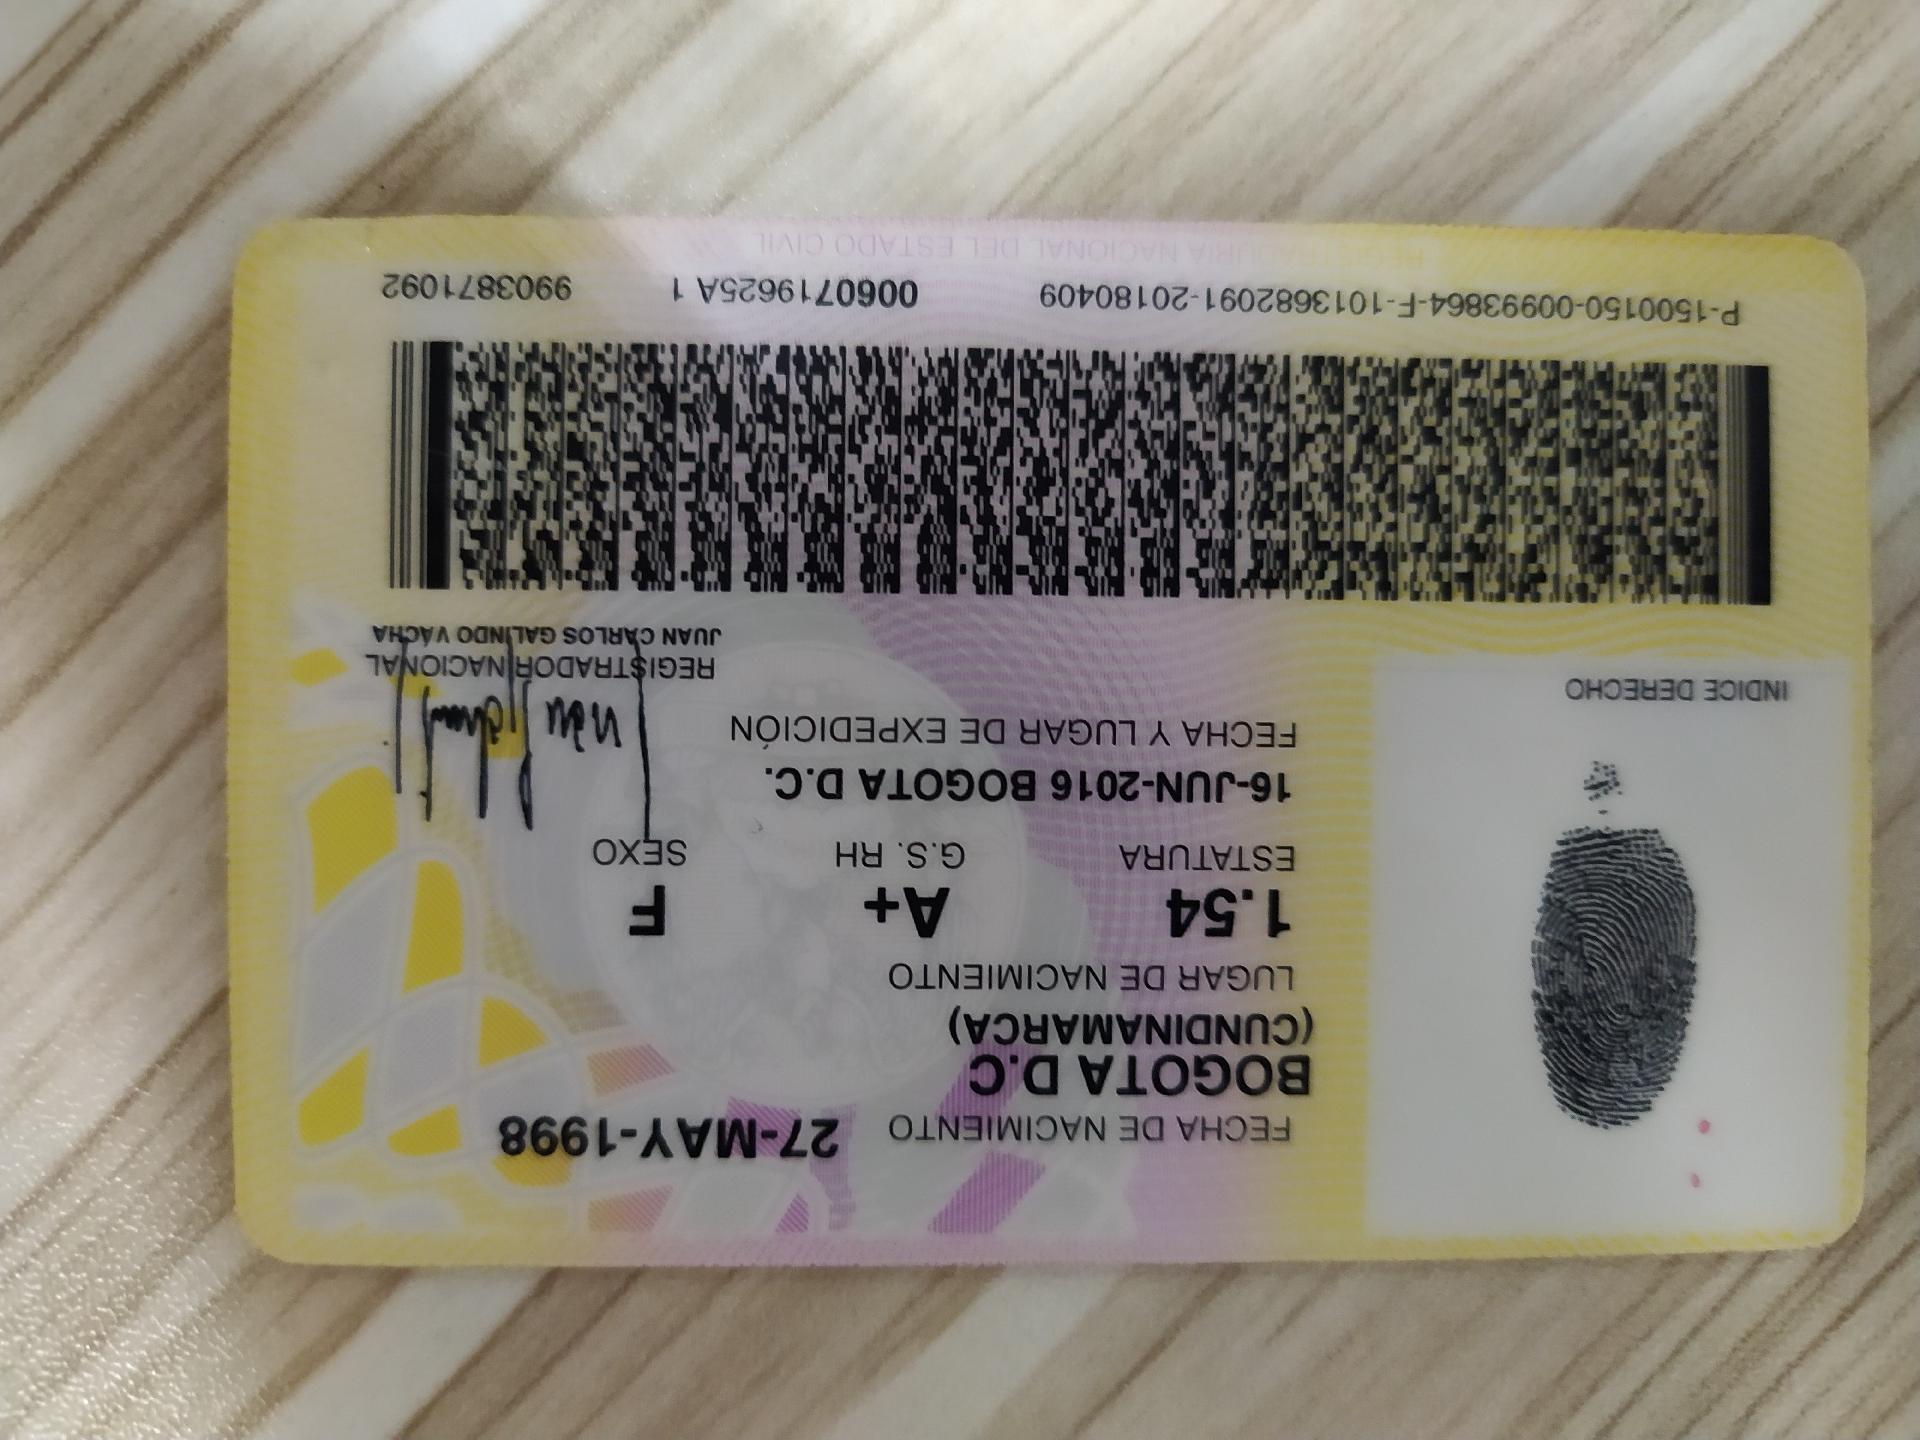 FECHA DE NACIMIENTO 27-MAY-1998
BOGOTA D.C
(CUNDINAMARCA)
LUGAR DE NACIMIENTO
1.54 A+ F
ESTATURA G.S. RH SEXO
16-JUN-2016 BOGOTA D.C.
FECHA Y LUGAR DE EXPEDICIÓN
INDICE DERECHO
REGISTRADOR NACIONAL
JUAN CARLOS GALINDO VÁCHA
P-1500150-00993864-F-1013682091-20180409 0060719625A 1 9903871092
REGISTRADURIA NACIONAL DEL ESTADO CIVIL